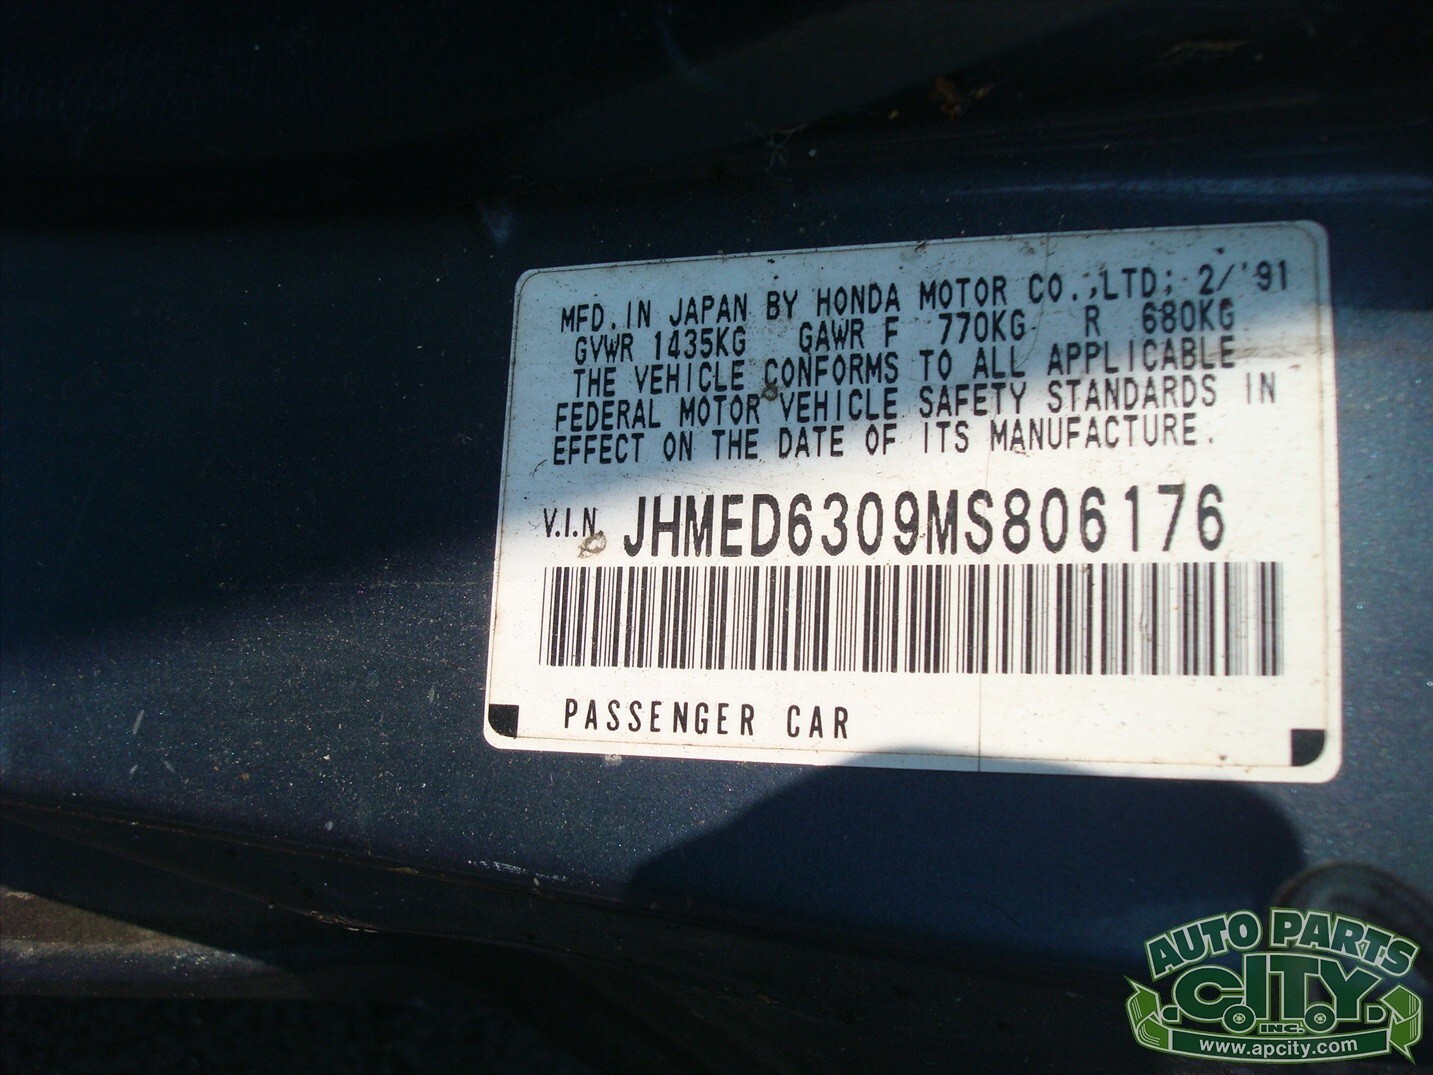 MFD. IN JAPAN BY HONDA MOTOR CO.,LTD; 2/'91
GVWR 1435KG GAWR F 770KG R 680KG
THE VEHICLE CONFORMS TO ALL APPLICABLE
FEDERAL MOTOR VEHICLE SAFETY STANDARDS IN
EFFECT ON THE DATE OF ITS MANUFACTURE.
V.I.N. JHMED6309MS806176
PASSENGER CAR
AUTO PARTS
C.I.T.Y.
INC.
www.apcity.com